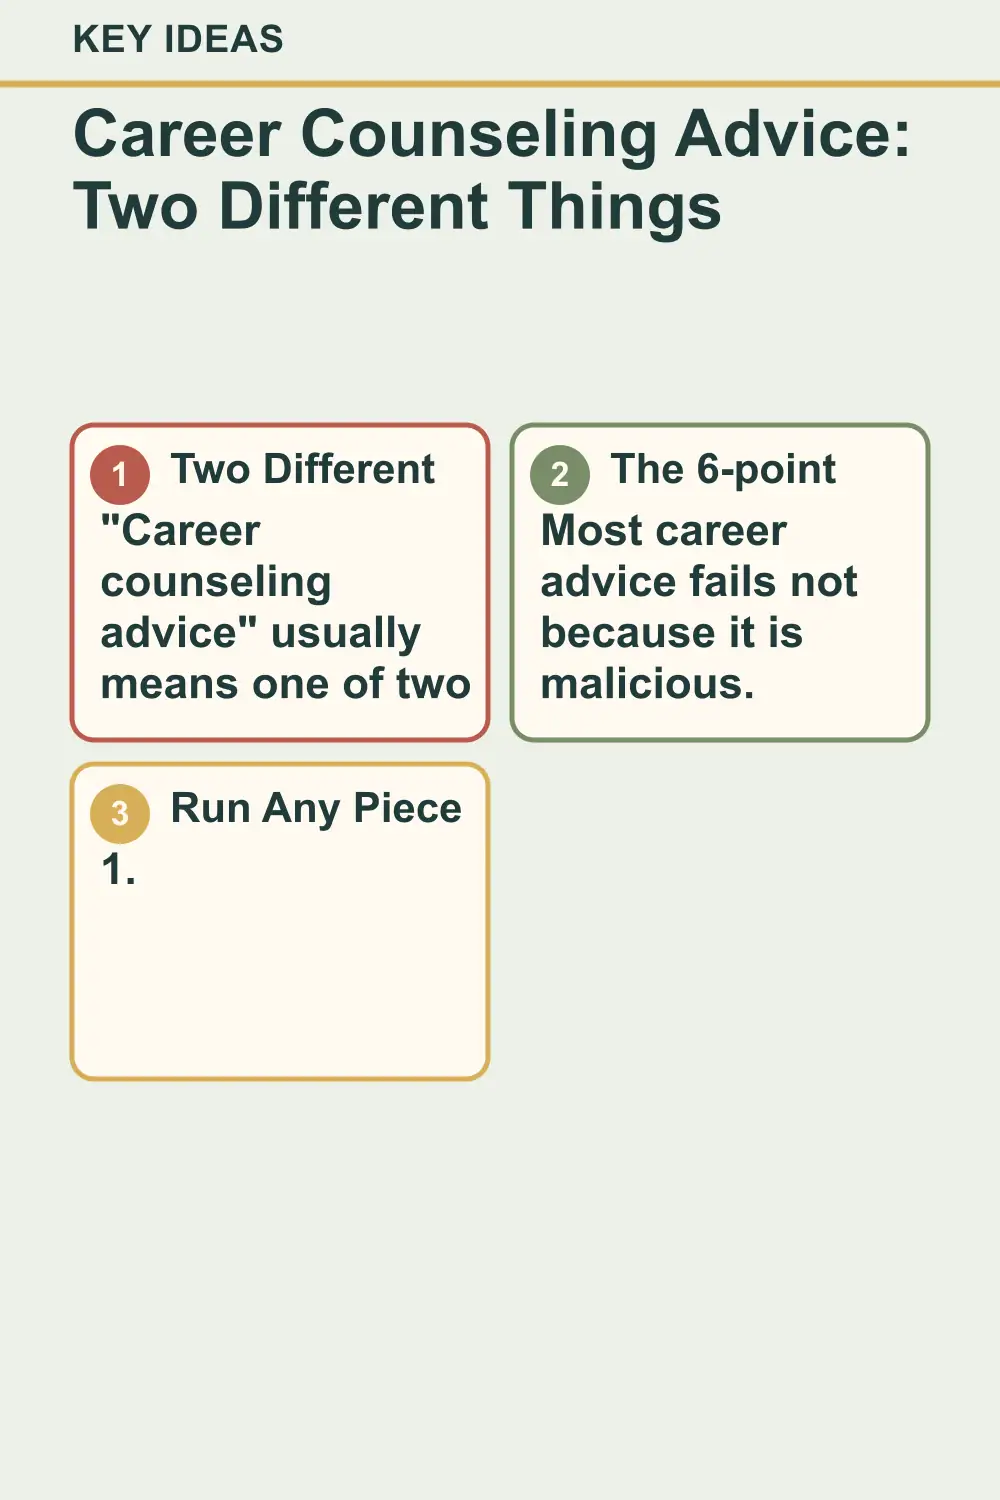 KEY IDEAS
Career Counseling Advice:
Two Different Things
1 Two Different
"Career
counseling
advice" usually
means one of two
2 The 6-point
Most career
advice fails not
because it is
malicious.
3 Run Any Piece
1.